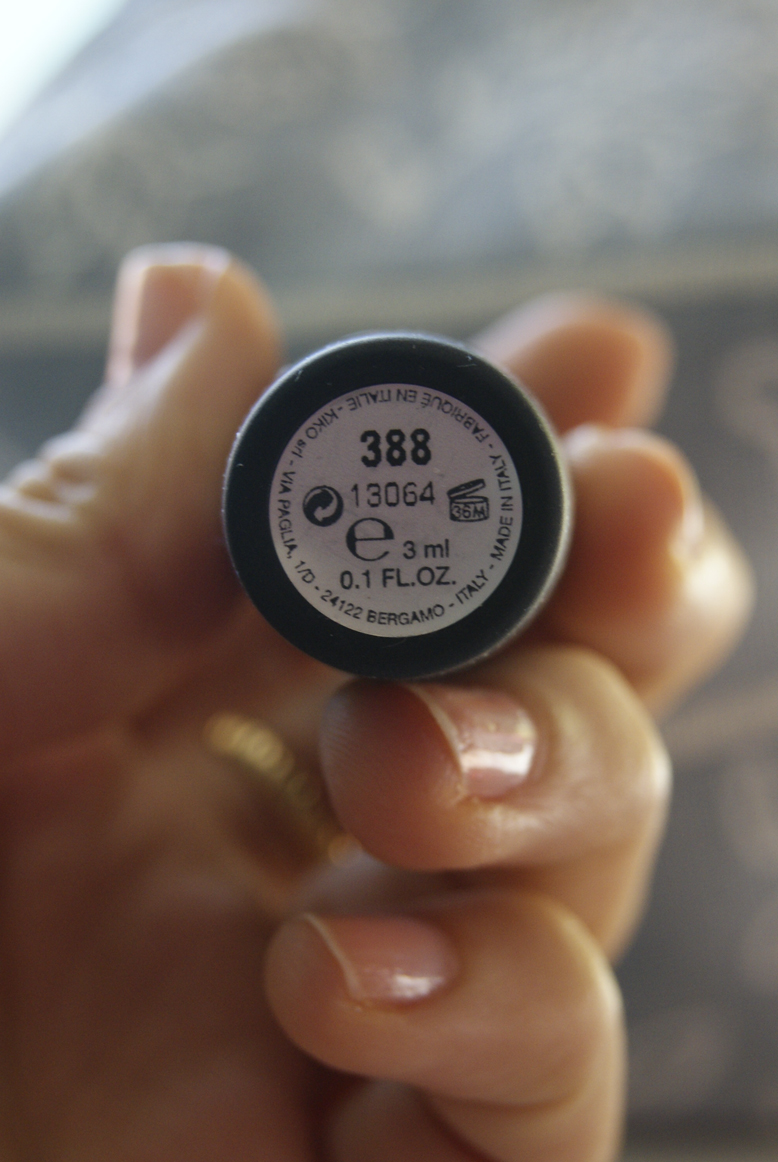 388
13064
36M
e 3 ml
0.1 FL.OZ.
KIKO srl - VIA PAGLIA, 1/D - 24122 BERGAMO - ITALY - MADE IN ITALY - FABRIQUÉ EN ITALIE -